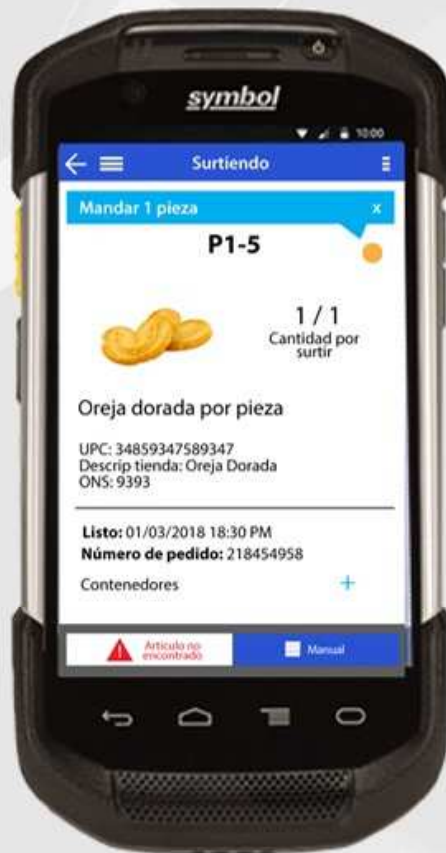 symbol
10:00
Surtiendo
Mandar 1 pieza x
P1-5
1 / 1
Cantidad por
surtir
Oreja dorada por pieza
UPC: 34859347589347
Descrip tienda: Oreja Dorada
ONS: 9393
Listo: 01/03/2018 18:30 PM
Número de pedido: 218454958
Contenedores +
Artículo no
encontrado
Manual